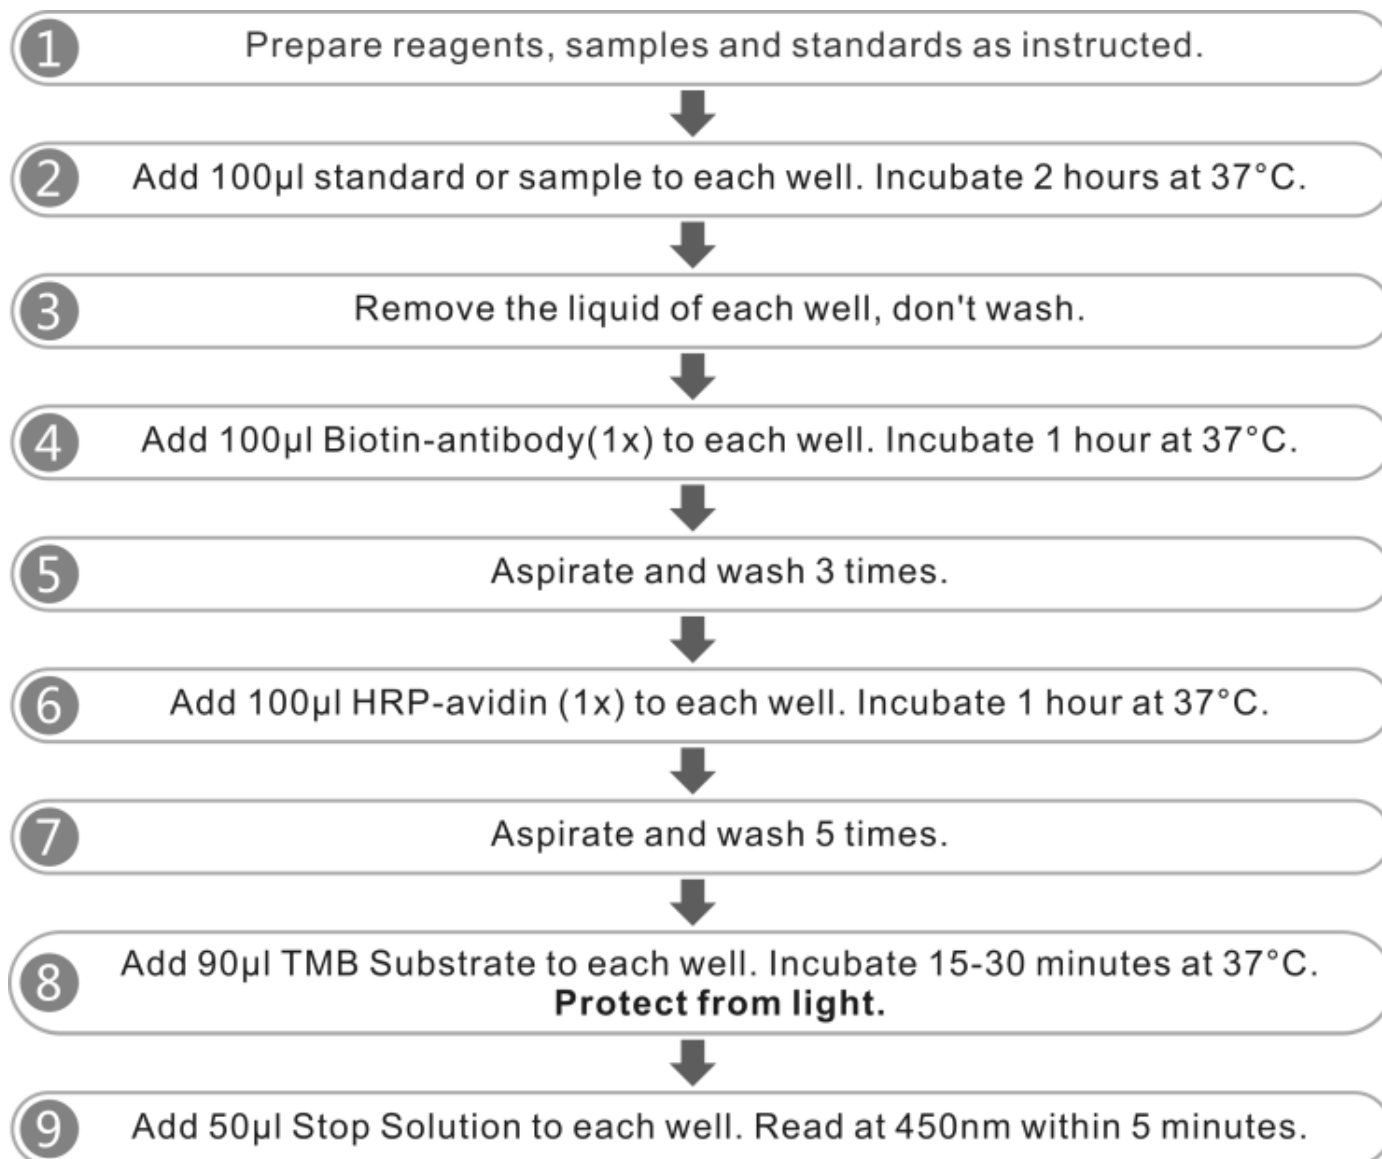 1 Prepare reagents, samples and standards as instructed.
2 Add 100µl standard or sample to each well. Incubate 2 hours at 37°C.
3 Remove the liquid of each well, don't wash.
4 Add 100µl Biotin-antibody(1x) to each well. Incubate 1 hour at 37°C.
5 Aspirate and wash 3 times.
6 Add 100µl HRP-avidin (1x) to each well. Incubate 1 hour at 37°C.
7 Aspirate and wash 5 times.
8 Add 90µl TMB Substrate to each well. Incubate 15-30 minutes at 37°C.
Protect from light.
9 Add 50µl Stop Solution to each well. Read at 450nm within 5 minutes.